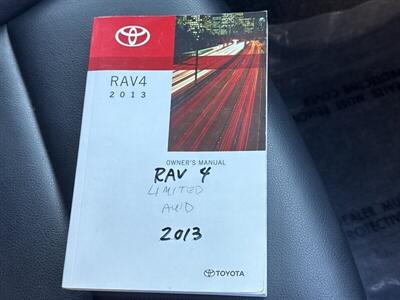 RAV4
2013
OWNER'S MANUAL
RAV 4
LIMITED
AWD
2013
TOYOTA